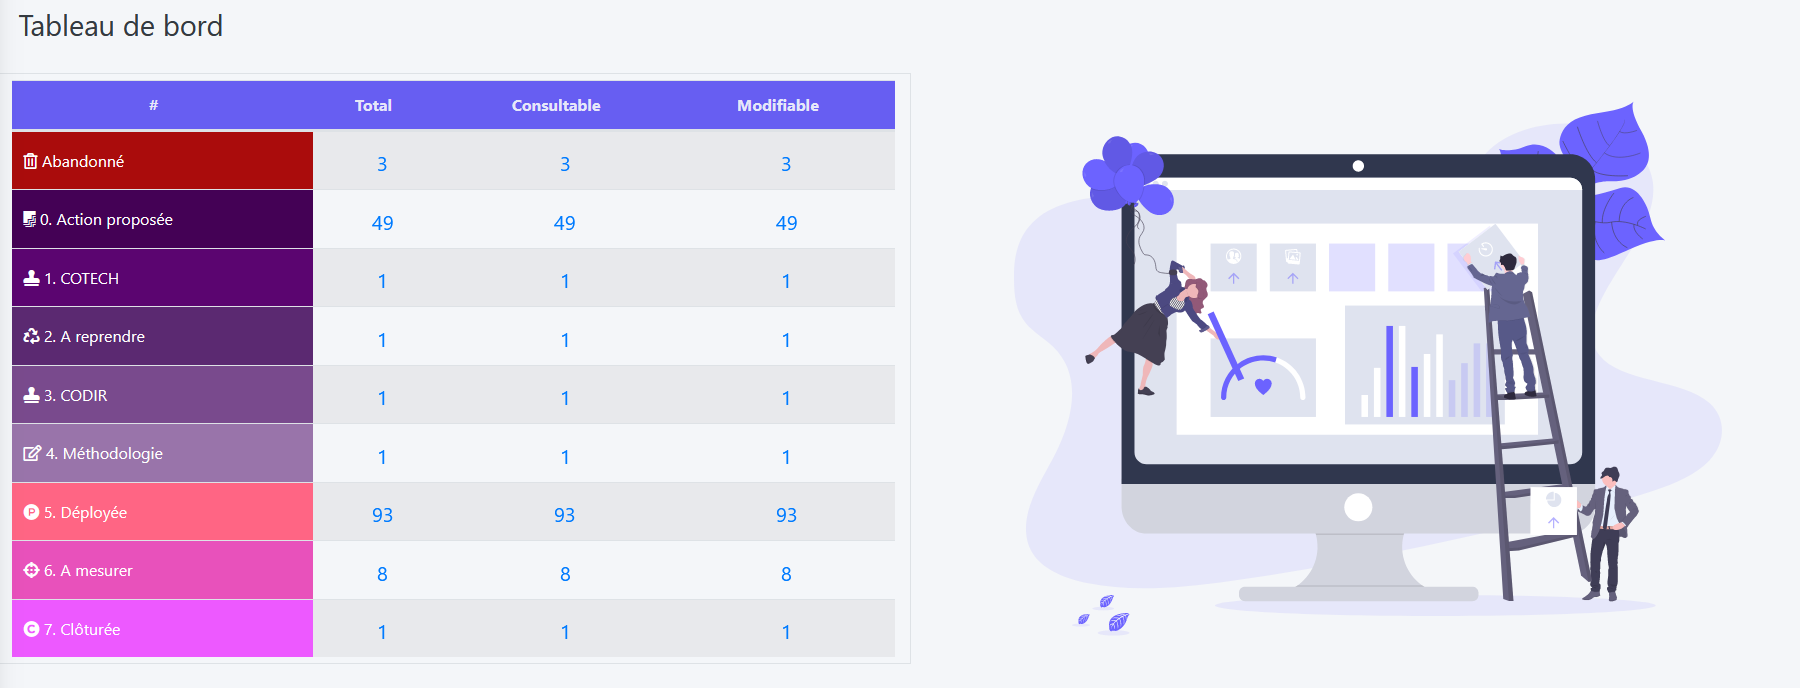 Tableau de bord
# Total Consultable Modifiable
Abandonné 3 3 3
0. Action proposée 49 49 49
1. COTECH 1 1 1
2. A reprendre 1 1 1
3. CODIR 1 1 1
4. Méthodologie 1 1 1
5. Déployée 93 93 93
6. A mesurer 8 8 8
7. Clôturée 1 1 1